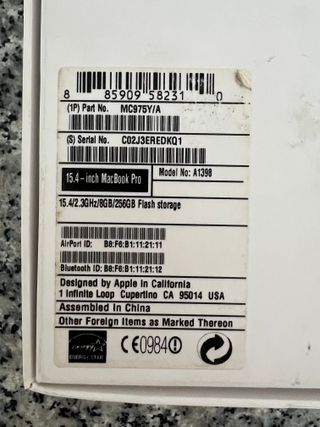 8 85909 58231 0
(1P) Part No. MC975Y/A
(S) Serial No. C02J3EREDKQ1
15.4-inch MacBook Pro Model No: A1398
15.4/2.3GHz/8GB/256GB Flash storage
AirPort ID: B8:F6:B1:11:21:11
Bluetooth ID: B8:F6:B1:11:21:12
Designed by Apple in California
1 Infinite Loop Cupertino CA 95014 USA
Assembled in China
Other Foreign Items as Marked Thereon
ENERGY STAR
CE0984